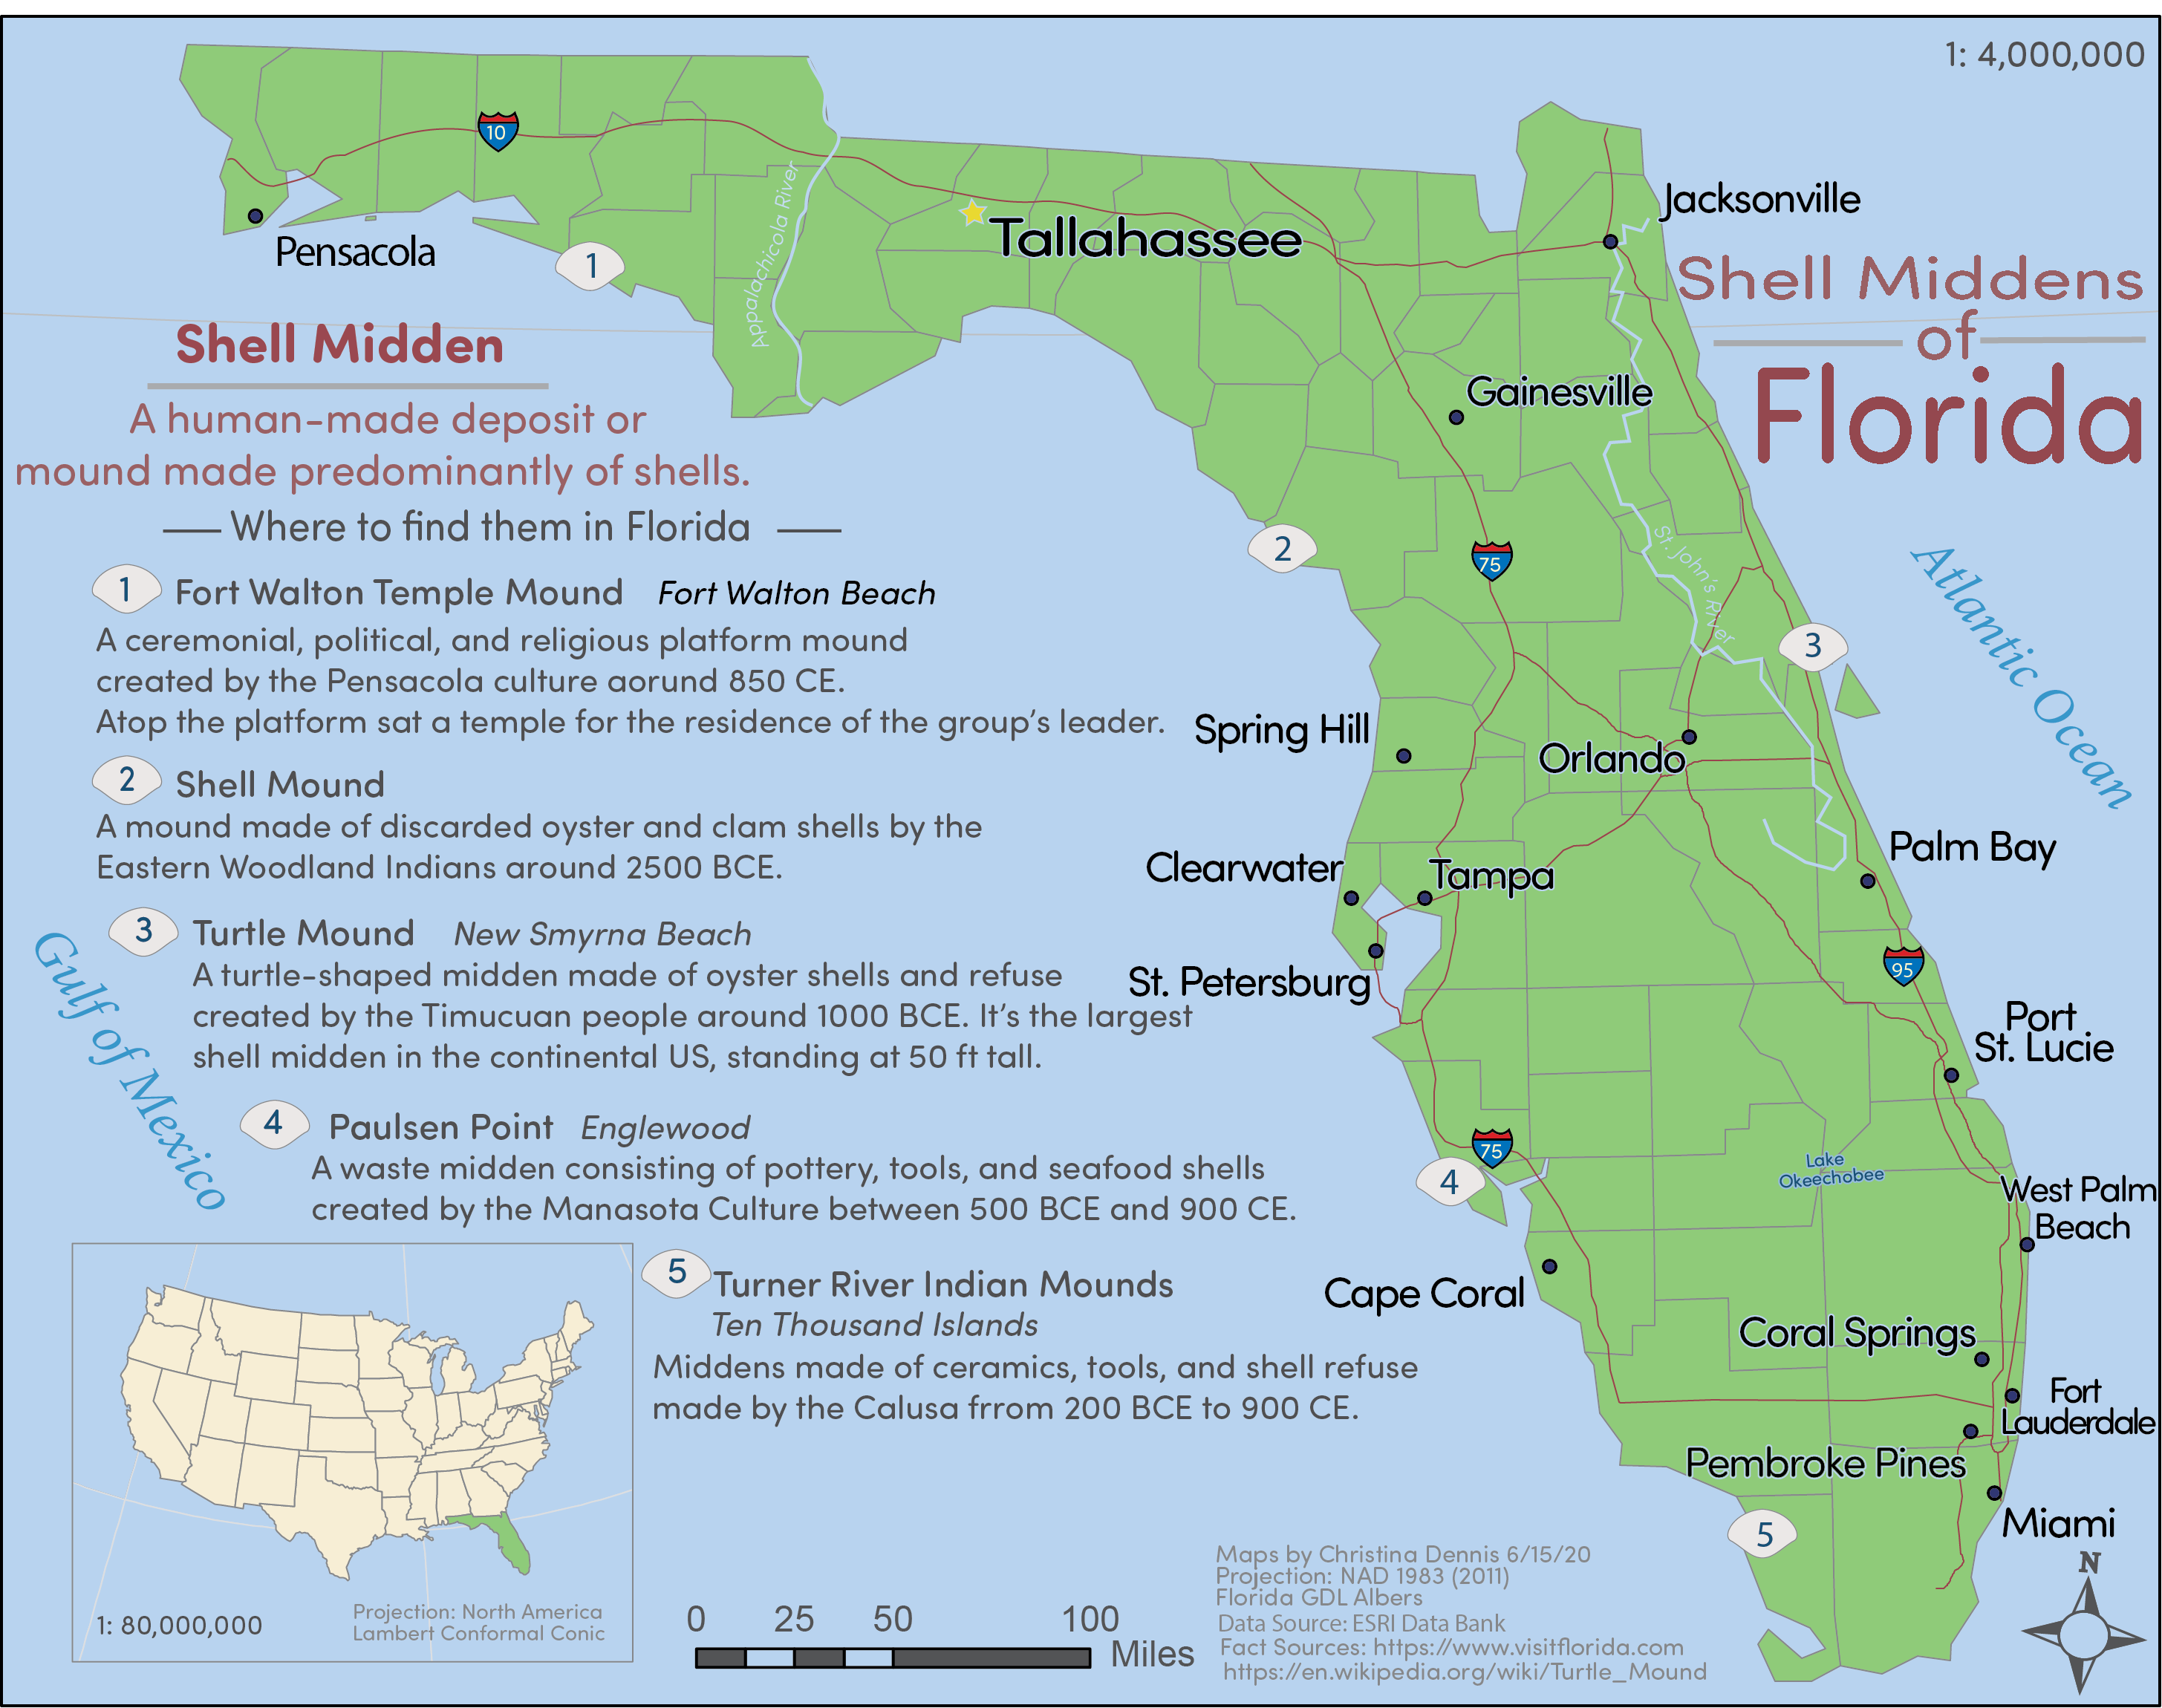 1: 4,000,000
10
Jacksonville
Appalachicola River
Tallahassee
Pensacola
1
Shell Middens
of
Florida
Shell Midden
A human-made deposit or
mound made predominantly of shells.
Where to find them in Florida
Gainesville
2
75
St. John's River
Atlantic Ocean
3
1 Fort Walton Temple Mound Fort Walton Beach
A ceremonial, political, and religious platform mound
created by the Pensacola culture aorund 850 CE.
Atop the platform sat a temple for the residence of the group's leader.
Spring Hill
Orlando
2 Shell Mound
A mound made of discarded oyster and clam shells by the
Eastern Woodland Indians around 2500 BCE.
Clearwater
Tampa
Palm Bay
3 Turtle Mound New Smyrna Beach
A turtle-shaped midden made of oyster shells and refuse
created by the Timucuan people around 1000 BCE. It's the largest
shell midden in the continental US, standing at 50 ft tall.
St. Petersburg
95
Port
St. Lucie
Gulf of Mexico
4 Paulsen Point Englewood
A waste midden consisting of pottery, tools, and seafood shells
created by the Manasota Culture between 500 BCE and 900 CE.
75
4
Lake
Okeechobee
West Palm
Beach
5 Turner River Indian Mounds
Ten Thousand Islands
Middens made of ceramics, tools, and shell refuse
made by the Calusa frrom 200 BCE to 900 CE.
Cape Coral
Coral Springs
Fort
Lauderdale
Pembroke Pines
Miami
5
N
1: 80,000,000
Projection: North America
Lambert Conformal Conic
0 25 50 100
Miles
Maps by Christina Dennis 6/15/20
Projection: NAD 1983 (2011)
Florida GDL Albers
Data Source: ESRI Data Bank
Fact Sources: https://www.visitflorida.com
https://en.wikipedia.org/wiki/Turtle_Mound